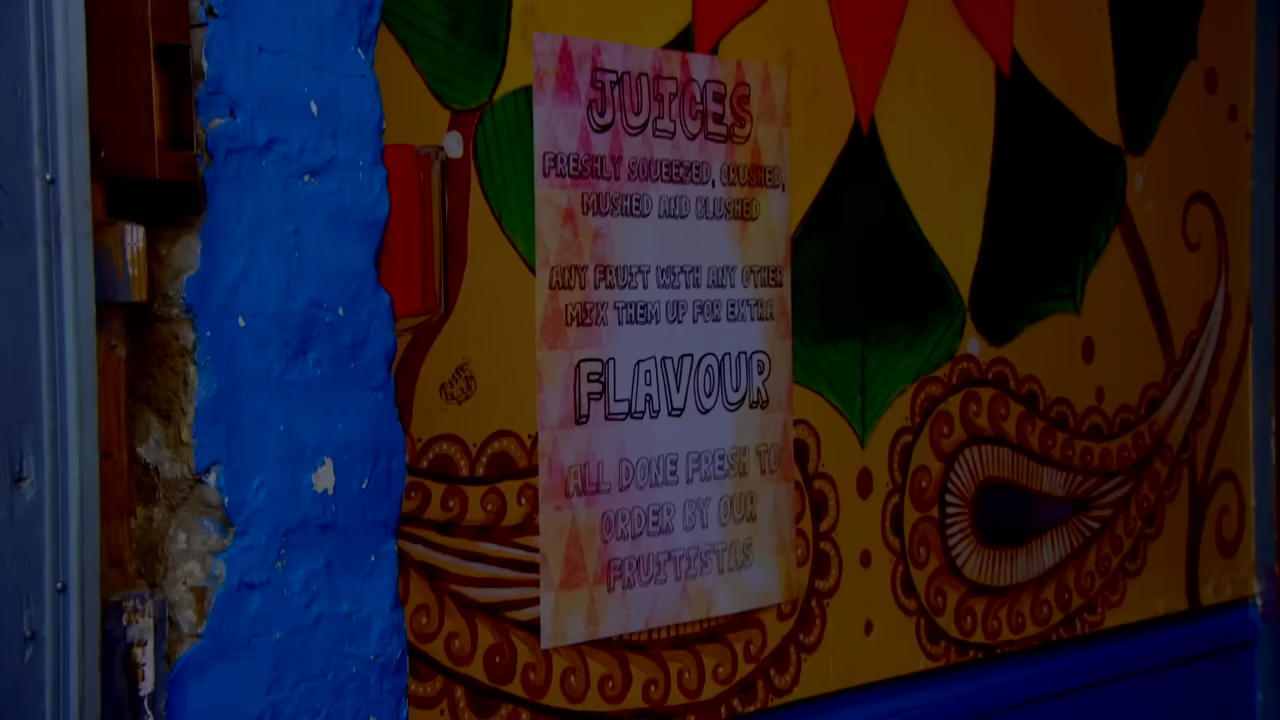 JUICES
FRESHLY SQUEEZED, CRUSHED,
MUSHED AND BLUSHED
ANY FRUIT WITH ANY OTHER
MIX THEM UP FOR EXTRA
FLAVOUR
ALL DONE FRESH TO
ORDER BY OUR
FRUITISTAS